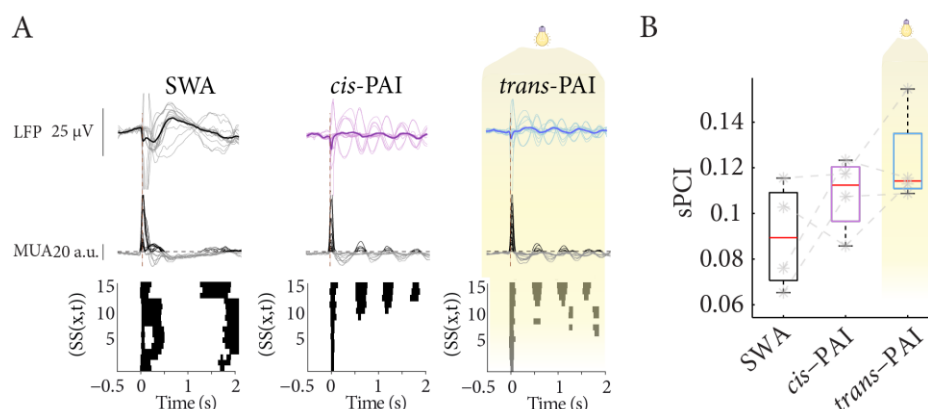 A
B
SWA
cis-PAI
trans-PAI
LFP 25 µV
MUA 20 a.u.
(SS(x,t))
15
10
5
(SS(x,t))
15
10
5
(SS(x,t))
15
10
5
−0.5 0 1 2
Time (s)
−0.5 0 1 2
Time (s)
−0.5 0 1 2
Time (s)
sPCI
0.14
0.12
0.1
0.08
0.06
SWA
cis−PAI
trans−PAI